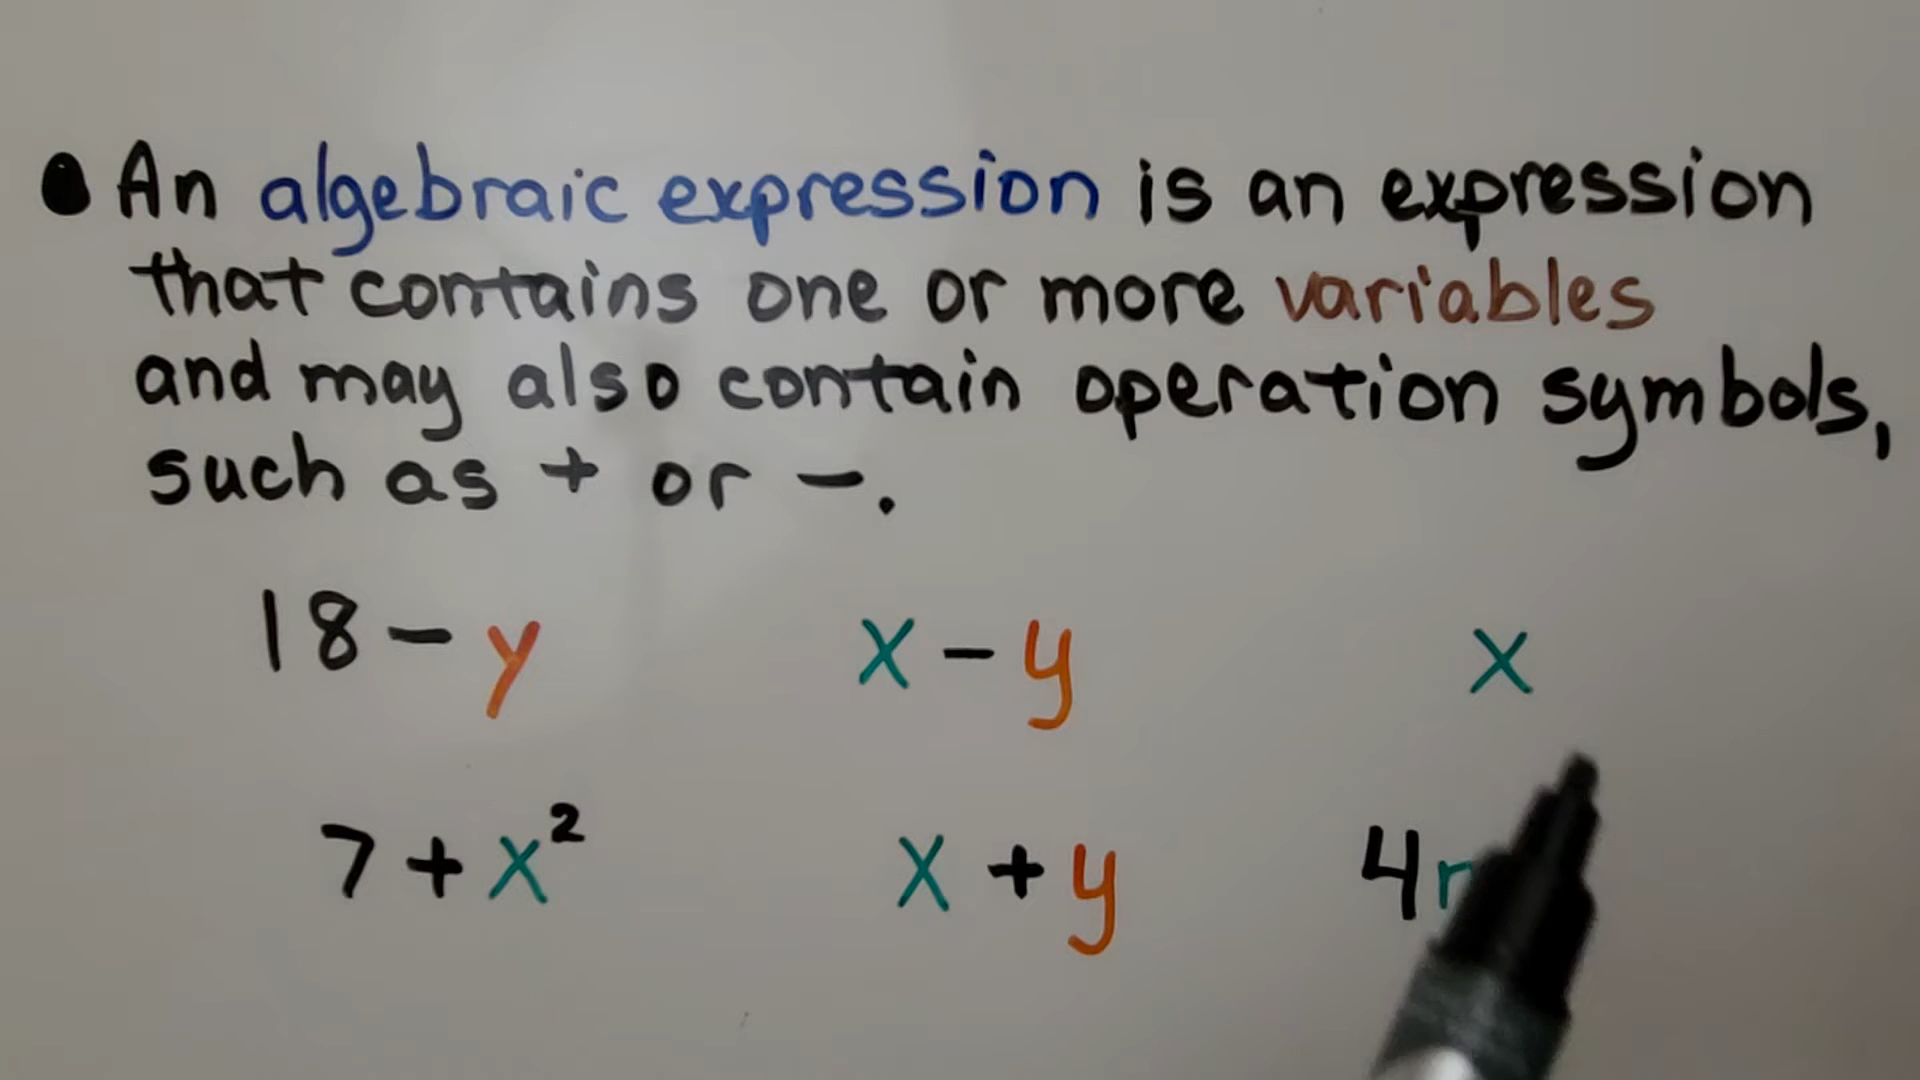 • An algebraic expression is an expression
that contains one or more variables
and may also contain operation symbols,
such as + or −.
18 − y x − y x
7 + x² x + y